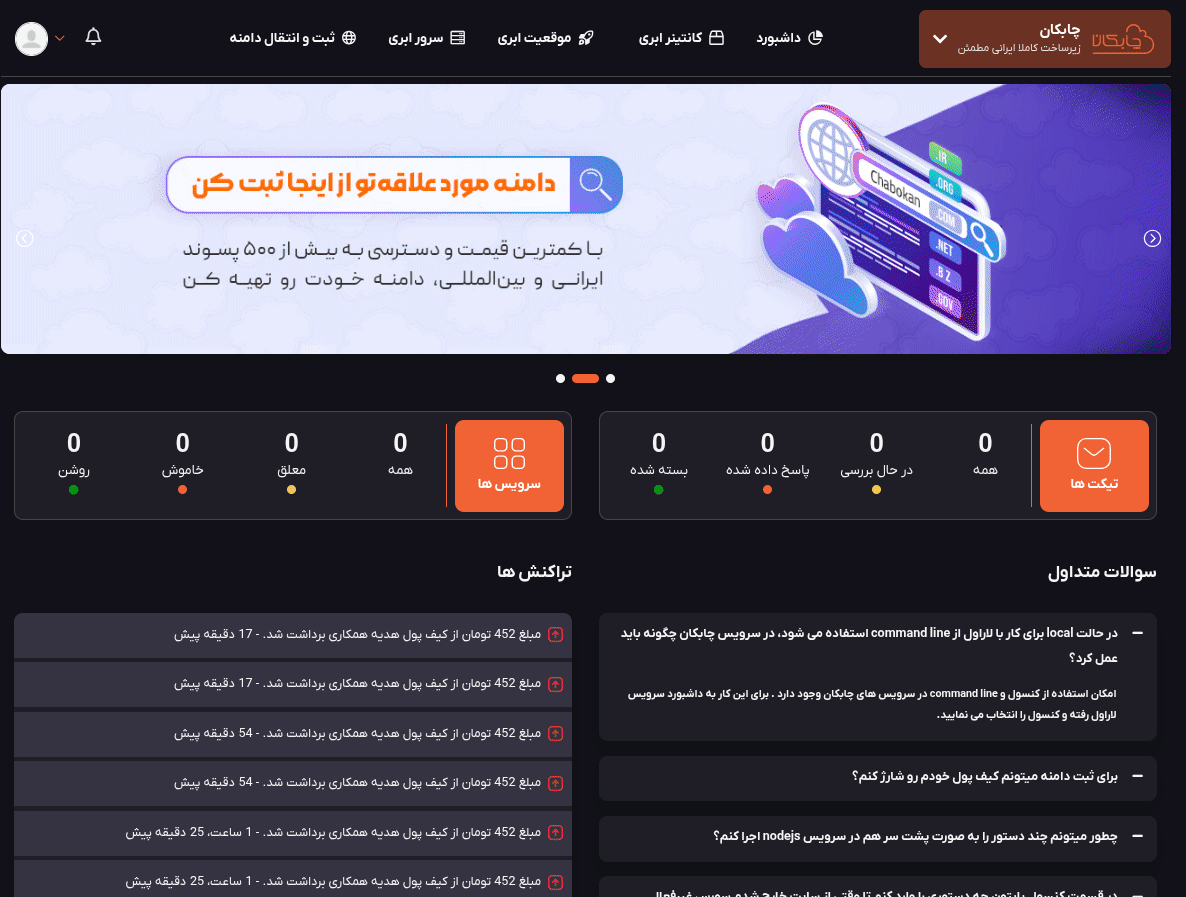 چابکان
چابکان
زیرساخت کاملا ایرانی مطمئن
داشبورد
کانتینر ابری
موقعیت ابری
سرور ابری
ثبت و انتقال دامنه
دامنه مورد علاقه‌تو از اینجا ثبت کن
با کمترین قیمت و دسترسی به بیش از ۵۰۰ پسوند
ایرانی و بین‌المللی، دامنه خودت رو تهیه کن
.IR
.ORG
Chabokan
.COM
.NET
.BZ
.GOV
تیکت ها
0
همه
0
در حال بررسی
0
پاسخ داده شده
0
بسته شده
سرویس ها
0
همه
0
معلق
0
خاموش
0
روشن
سوالات متداول
در حالت local برای کار با لاراول از command line استفاده می شود، در سرویس چابکان چگونه باید
عمل کرد؟
امکان استفاده از کنسول و command line در سرویس های چابکان وجود دارد . برای این کار به داشبورد سرویس
لاراول رفته و کنسول را انتخاب می نمایید.
برای ثبت دامنه میتونم کیف پول خودم رو شارژ کنم؟
چطور میتونم چند دستور را به صورت پشت سر هم در سرویس nodejs اجرا کنم؟
تراکنش ها
مبلغ 452 تومان از کیف پول هدیه همکاری برداشت شد. - 17 دقیقه پیش
مبلغ 452 تومان از کیف پول هدیه همکاری برداشت شد. - 17 دقیقه پیش
مبلغ 452 تومان از کیف پول هدیه همکاری برداشت شد. - 54 دقیقه پیش
مبلغ 452 تومان از کیف پول هدیه همکاری برداشت شد. - 54 دقیقه پیش
مبلغ 452 تومان از کیف پول هدیه همکاری برداشت شد. - 1 ساعت، 25 دقیقه پیش
مبلغ 452 تومان از کیف پول هدیه همکاری برداشت شد. - 1 ساعت، 25 دقیقه پیش